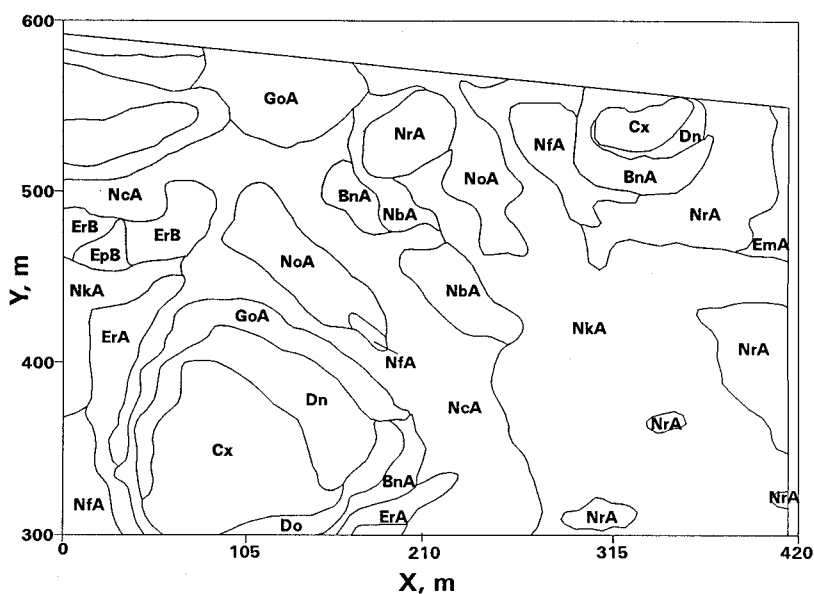 600
GoA
Cx
NrA
Dn
NfA
BnA
NoA
500
NcA
BnA
NbA
NrA
ErB
ErB
EmA
EpB
NoA
NkA
NbA
GoA
NkA
ErA
NrA
Y, m
400
NfA
Dn
NcA
NrA
Cx
BnA
NrA
NfA
ErA
NrA
Do
300
0 105 210 315 420
X, m